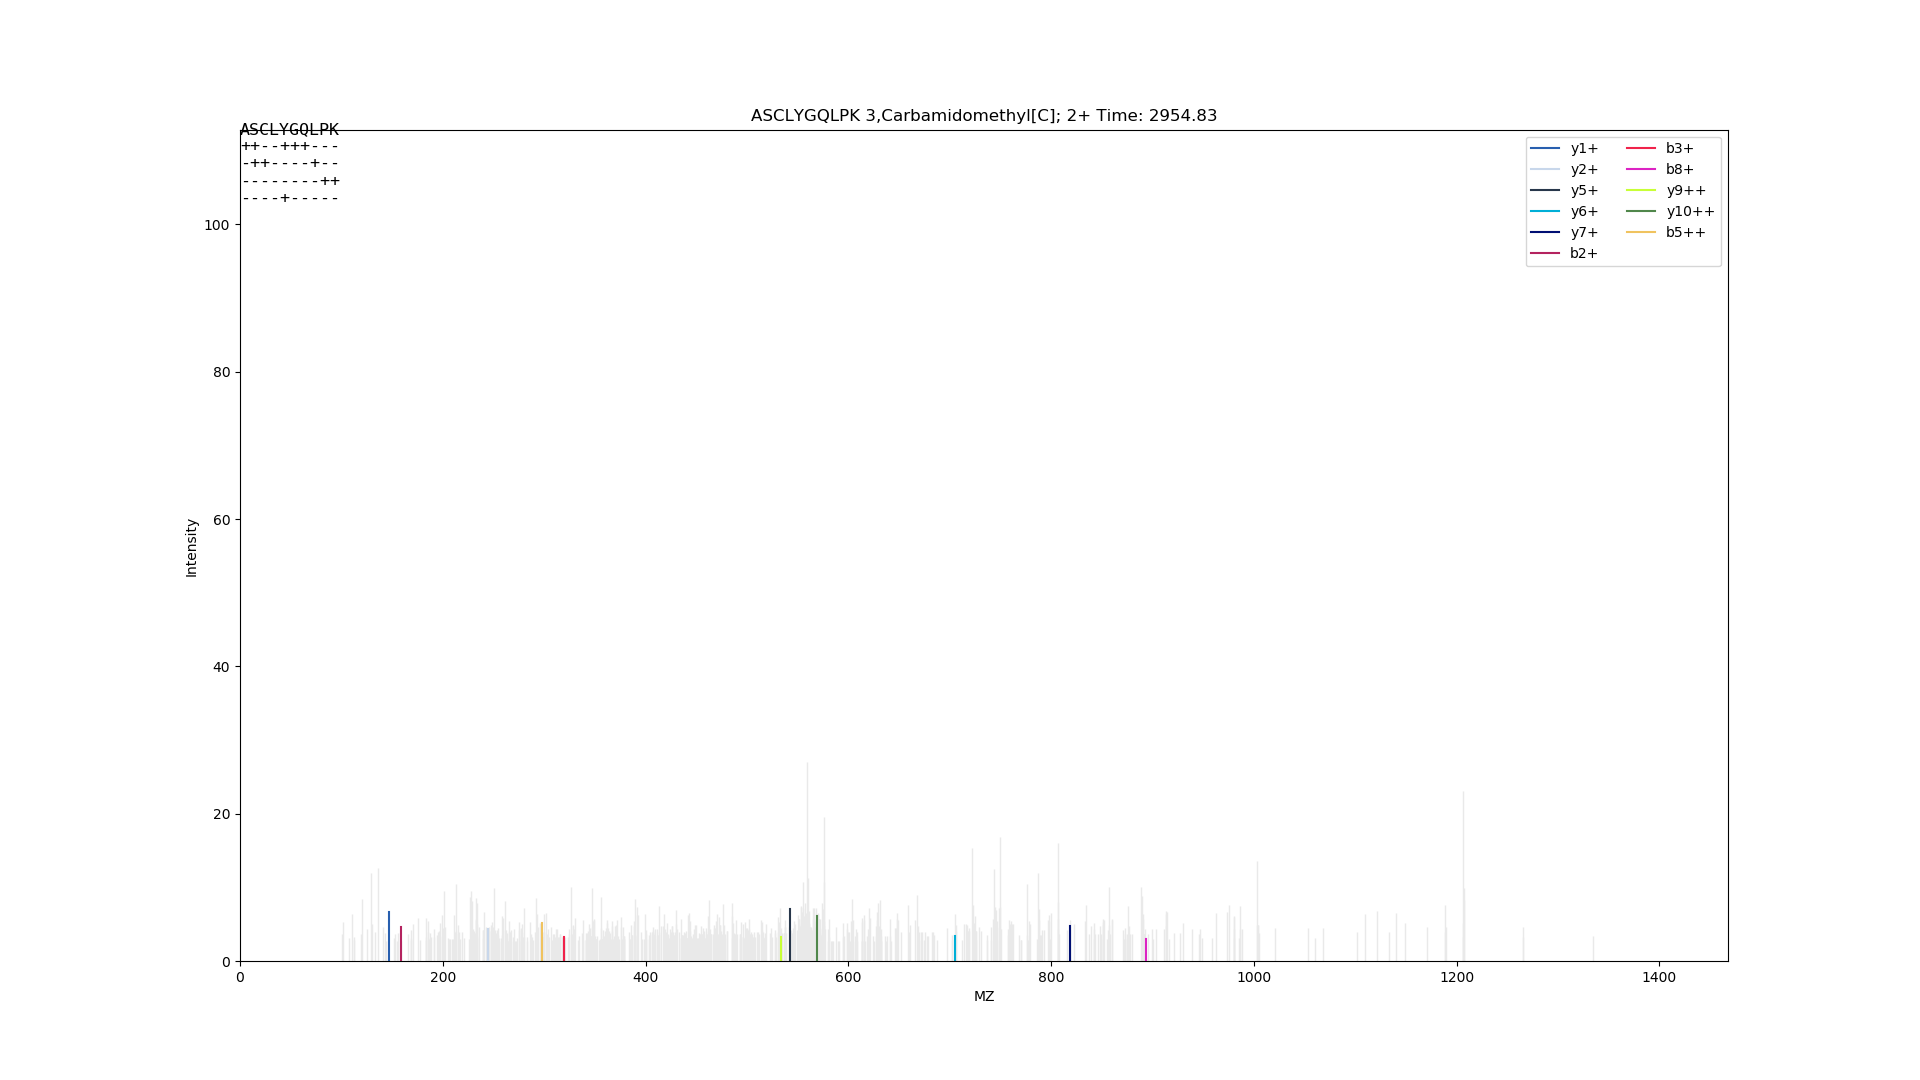 ASCLYGQLPK 3,Carbamidomethyl[C]; 2+ Time: 2954.83
ASCLYGQLPK
++--+++---
-++----+--
--------++
----+-----
y1+
y2+
y5+
y6+
y7+
b2+
b3+
b8+
y9++
y10++
b5++
100
80
60
40
20
0
Intensity
0 200 400 600 800 1000 1200 1400
MZ